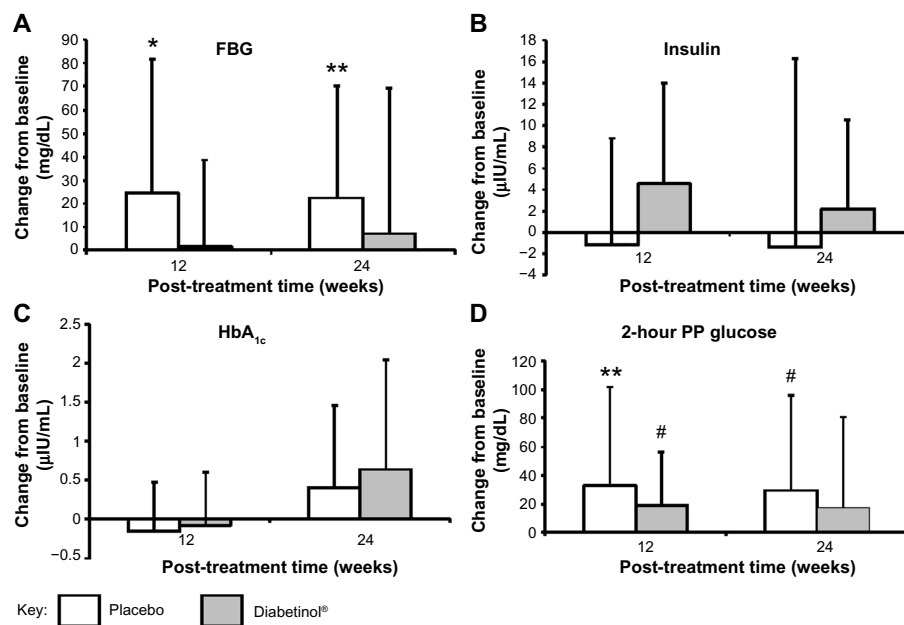 A
FBG
*
**
90
80
70
60
50
40
30
20
10
0
Change from baseline
(mg/dL)
12
24
Post-treatment time (weeks)
B
Insulin
18
16
14
12
10
8
6
4
2
0
−2
−4
Change from baseline
(μIU/mL)
12
24
Post-treatment time (weeks)
C
HbA1c
2.5
2
1.5
1
0.5
0
−0.5
Change from baseline
(μIU/mL)
12
24
Post-treatment time (weeks)
D
2-hour PP glucose
**
#
#
120
100
80
60
40
20
0
Change from baseline
(mg/dL)
12
24
Post-treatment time (weeks)
Key: Placebo Diabetinol®